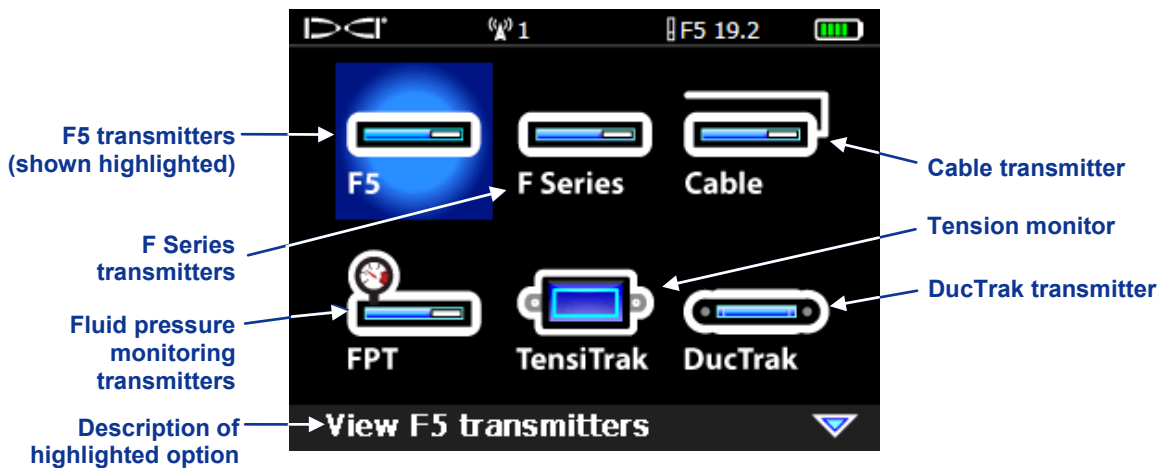 DCI
1
F5 19.2
F5 transmitters
(shown highlighted)
F5
F Series
Cable
Cable transmitter
F Series
transmitters
Tension monitor
DucTrak transmitter
Fluid pressure
monitoring
transmitters
FPT
TensiTrak
DucTrak
Description of
highlighted option
View F5 transmitters